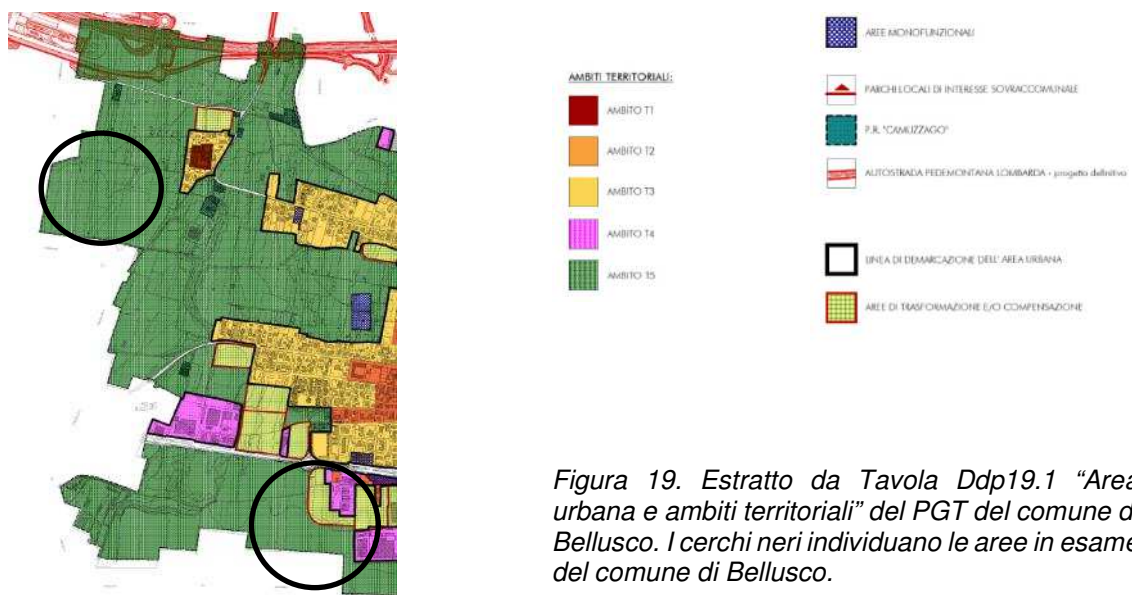 AMBITI TERRITORIALI:
AMBITO T1
AMBITO T2
AMBITO T3
AMBITO T4
AMBITO T5
AREE MONOFUNZIONALI
PARCHI LOCALI DI INTERESSE SOVRACCOMUNALE
P.R. "CAMUZZAGO"
AUTOSTRADA PEDEMONTANA LOMBARDA - progetto definitivo
LINEA DI DEMARCAZIONE DELL' AREA URBANA
AREE DI TRASFORMAZIONE E/O COMPENSAZIONE
Figura 19. Estratto da Tavola Ddp19.1 “Area
urbana e ambiti territoriali” del PGT del comune d
Bellusco. I cerchi neri individuano le aree in esame
del comune di Bellusco.